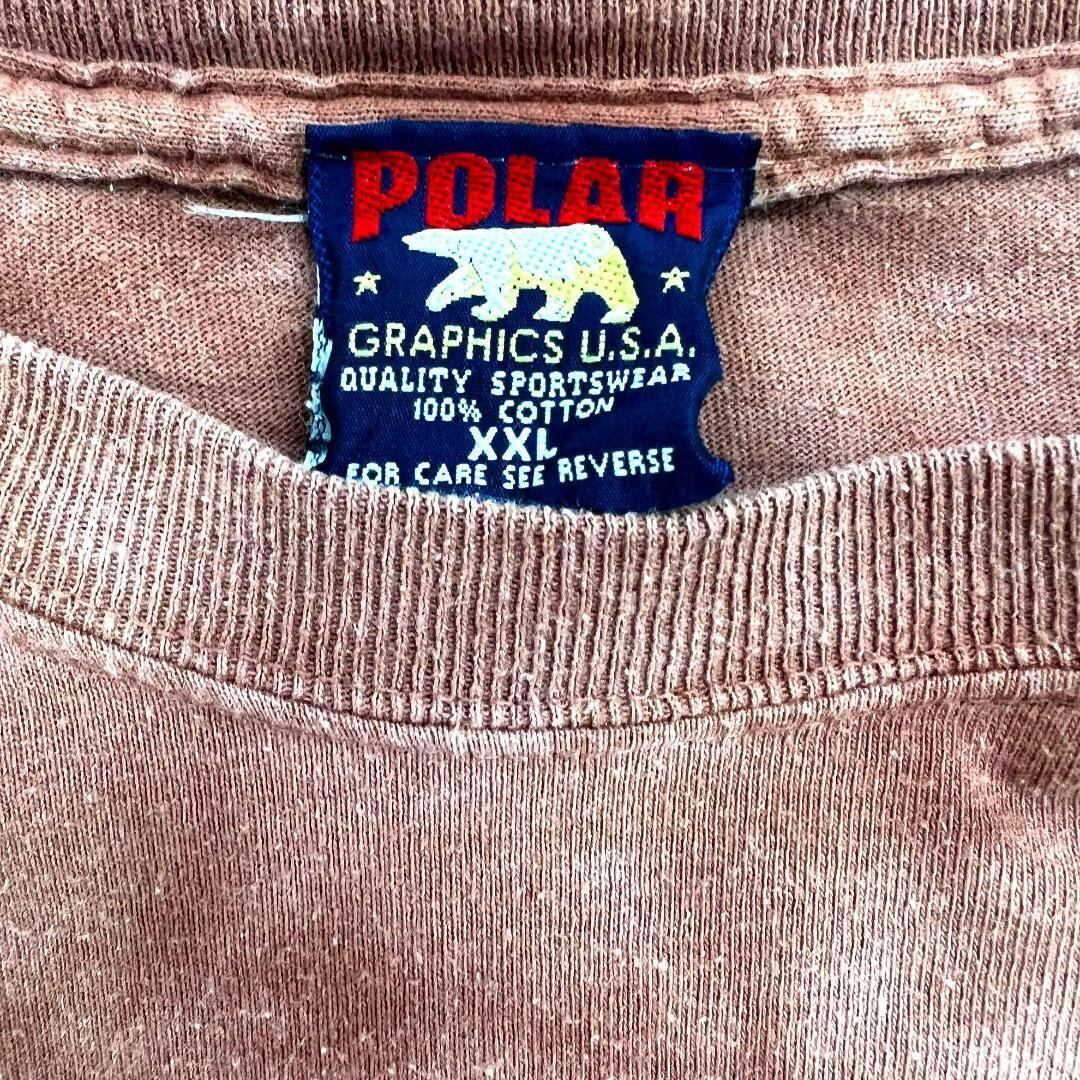 POLAR
GRAPHICS U.S.A.
QUALITY SPORTSWEAR
100% COTTON
XXL
FOR CARE SEE REVERSE